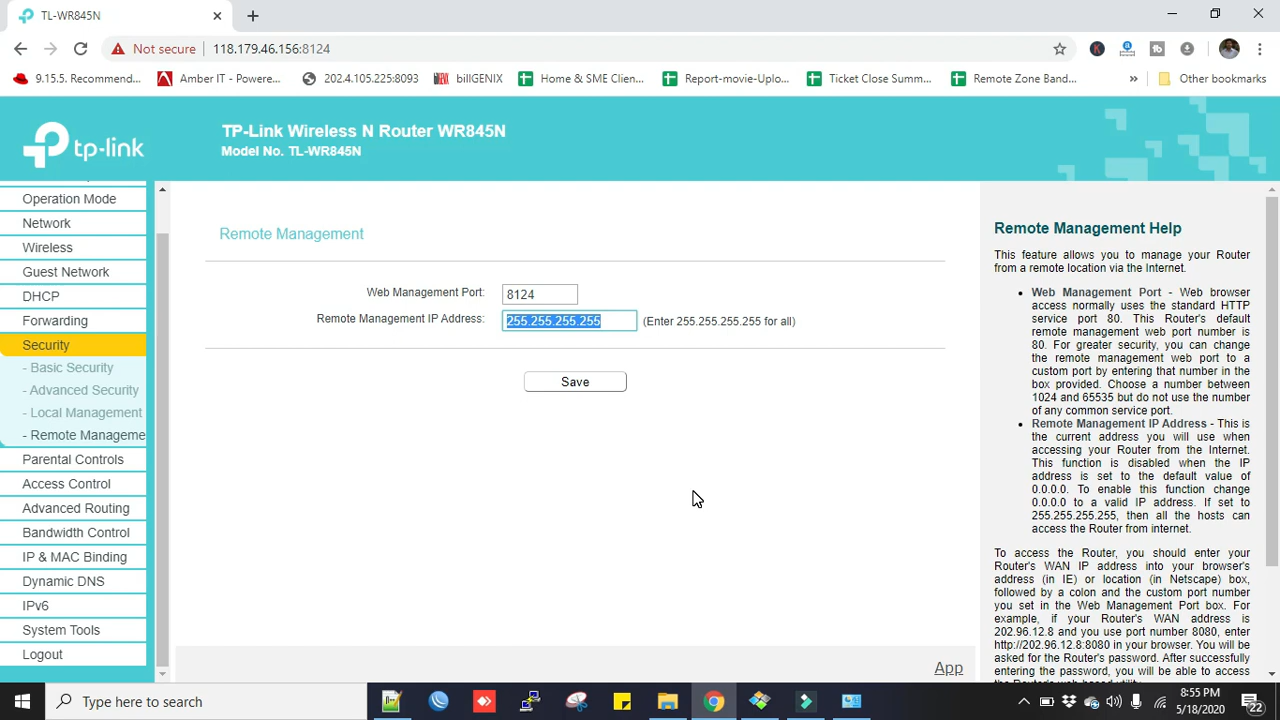 TL-WR845N
Not secure
118.179.46.156:8124
9.15.5. Recommend...
Amber IT - Powere...
202.4.105.225:8093
billGENIX
Home & SME Clien...
Report-movie-Uplo...
Ticket Close Summ...
Remote Zone Band...
»
Other bookmarks
tp-link
TP-Link Wireless N Router WR845N
Model No. TL-WR845N
Operation Mode
Network
Wireless
Guest Network
DHCP
Forwarding
Security
- Basic Security
- Advanced Security
- Local Management
- Remote Manageme
Parental Controls
Access Control
Advanced Routing
Bandwidth Control
IP & MAC Binding
Dynamic DNS
IPv6
System Tools
Logout
Remote Management
Web Management Port: 8124
Remote Management IP Address: 255.255.255.255 (Enter 255.255.255.255 for all)
Save
App
Remote Management Help
This feature allows you to manage your Router
from a remote location via the Internet.
• Web Management Port - Web browser
access normally uses the standard HTTP
service port 80. This Router's default
remote management web port number is
80. For greater security, you can change
the remote management web port to a
custom port by entering that number in the
box provided. Choose a number between
1024 and 65535 but do not use the number
of any common service port.
• Remote Management IP Address - This is
the current address you will use when
accessing your Router from the Internet.
This function is disabled when the IP
address is set to the default value of
0.0.0.0. To enable this function change
0.0.0.0 to a valid IP address. If set to
255.255.255.255, then all the hosts can
access the Router from internet.
To access the Router, you should enter your
Router's WAN IP address into your browser's
address (in IE) or location (in Netscape) box,
followed by a colon and the custom port number
you set in the Web Management Port box. For
example, if your Router's WAN address is
202.96.12.8 and you use port number 8080, enter
http://202.96.12.8:8080 in your browser. You will be
asked for the Router's password. After successfully
entering the password, you will be able to access
Type here to search
8:55 PM
5/18/2020
22